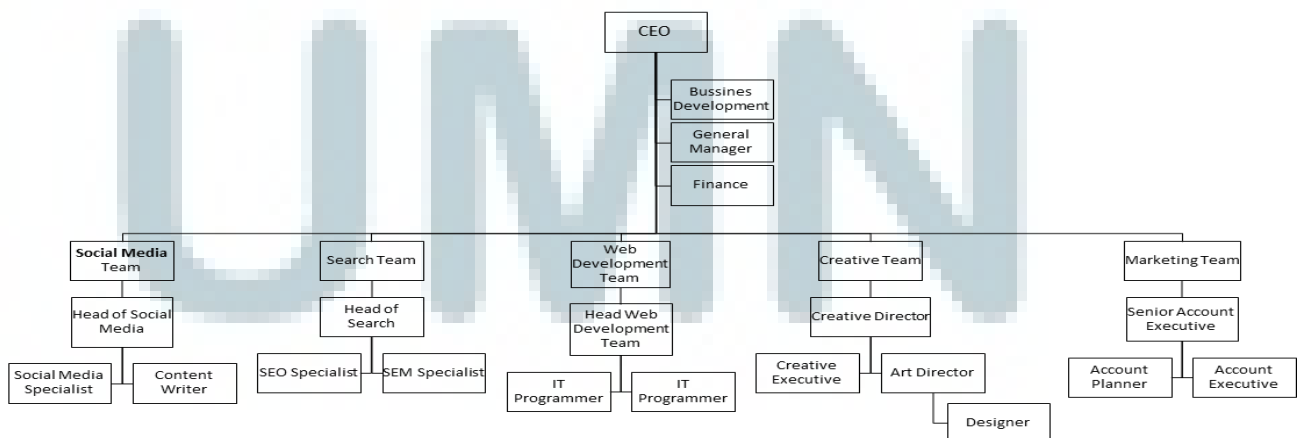 UMN
CEO
Bussines
Development
General
Manager
Finance
Social Media
Team
Search Team
Web
Development
Team
Creative Team
Marketing Team
Head of Social
Media
Head of
Search
Head Web
Development
Team
Creative Director
Senior Account
Executive
Social Media
Specialist
Content
Writer
SEO Specialist
SEM Specialist
IT
Programmer
IT
Programmer
Creative
Executive
Art Director
Account
Planner
Account
Executive
Designer